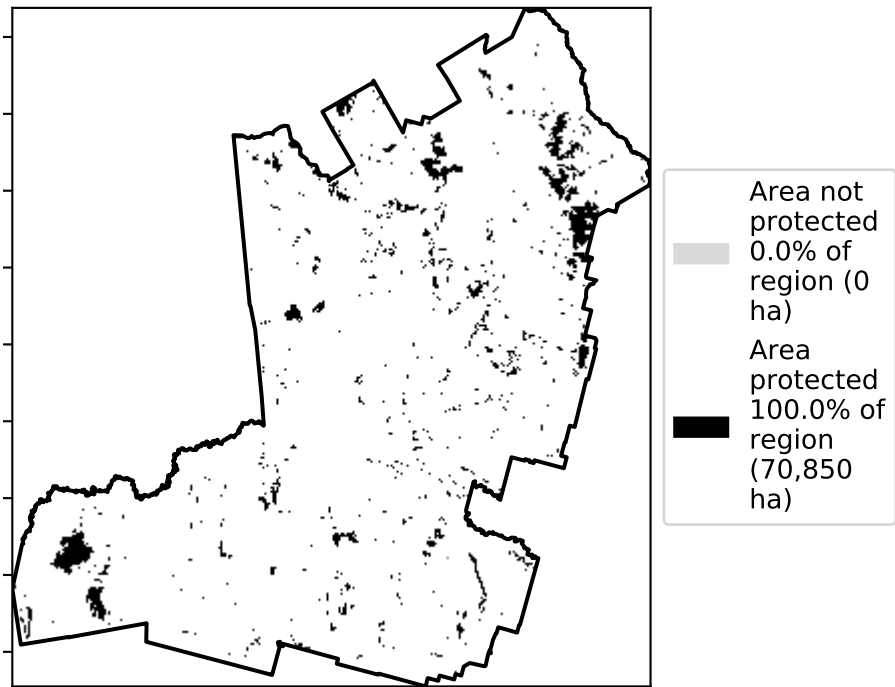 Area not
protected
0.0% of
region (0
ha)
Area
protected
100.0% of
region
(70,850
ha)